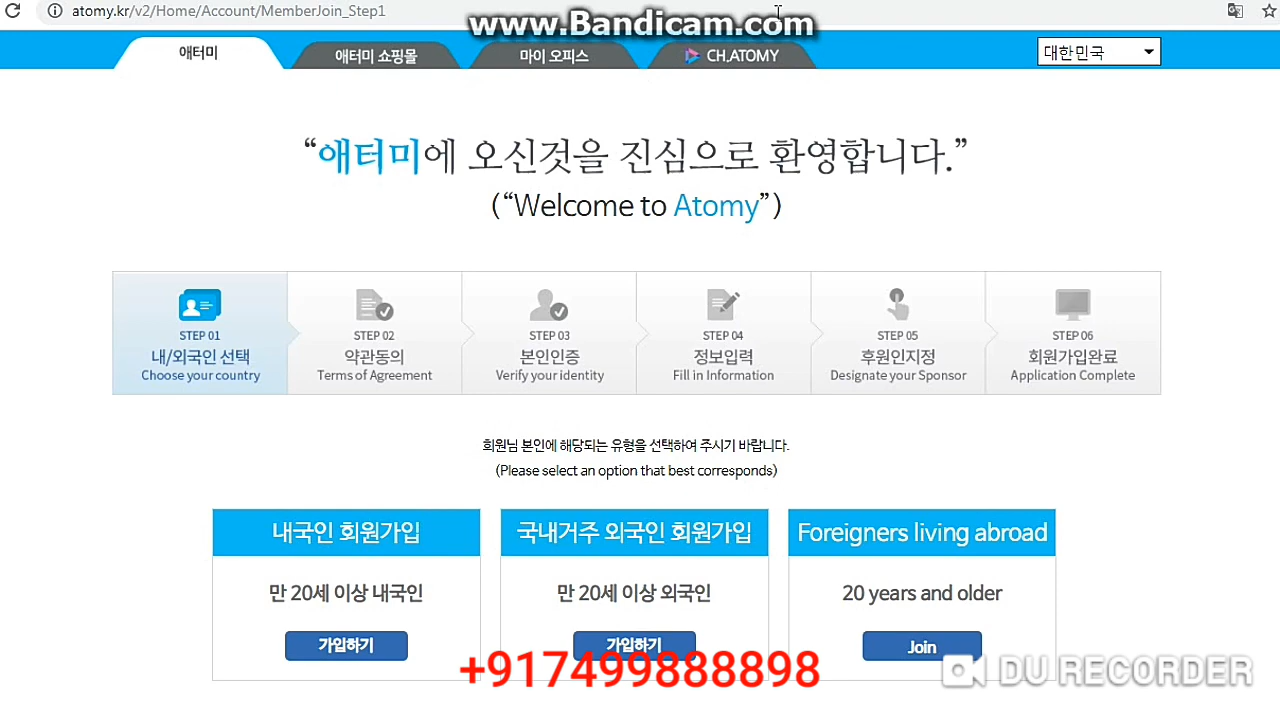 atomy.kr/v2/Home/Account/MemberJoin_Step1
www.Bandicam.com
애터미
애터미 쇼핑몰
마이 오피스
CH.ATOMY
대한민국
“애터미에 오신것을 진심으로 환영합니다.”
(“Welcome to Atomy”)
STEP 01
내/외국인 선택
Choose your country
STEP 02
약관동의
Terms of Agreement
STEP 03
본인인증
Verify your identity
STEP 04
정보입력
Fill in Information
STEP 05
후원인지정
Designate your Sponsor
STEP 06
회원가입완료
Application Complete
회원님 본인에 해당되는 유형을 선택하여 주시기 바랍니다.
(Please select an option that best corresponds)
내국인 회원가입
만 20세 이상 내국인
가입하기
국내거주 외국인 회원가입
만 20세 이상 외국인
가입하기
Foreigners living abroad
20 years and older
Join
+917499888898
DU RECORDER